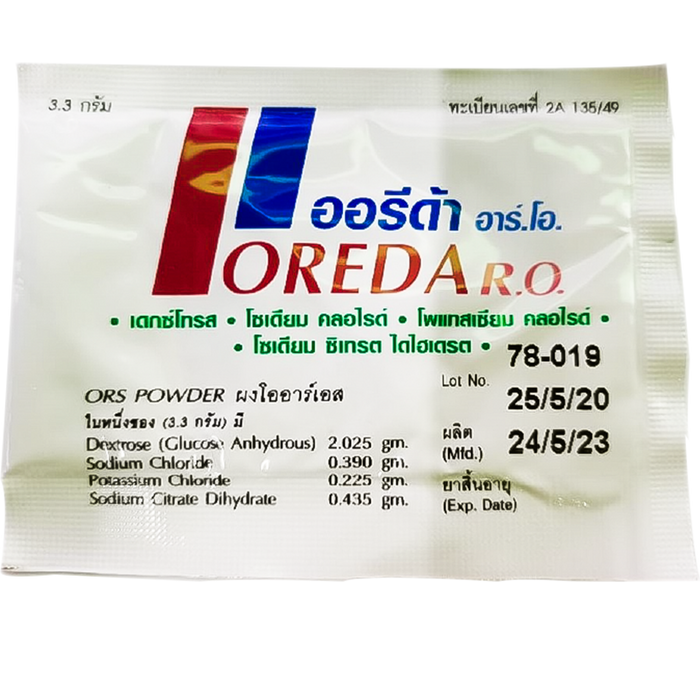 3.3 กรัม
ทะเบียนเลขที่ 2A 135/49
ออรีด้า อาร์.โอ.
OREDA R.O.
• เดกซ์โทรส • โซเดียม คลอไรด์ • โพแทสเซียม คลอไรด์ •
• โซเดียม ซิเทรต ไดไฮเดรต •
78-019
Lot No.
25/5/20
ผลิต
(Mfd.)
24/5/23
ยาสิ้นอายุ
(Exp. Date)
ORS POWDER ผงโออาร์เอส
ในหนึ่งซอง (3.3 กรัม) มี
Dextrose (Glucose Anhydrous) 2.025 gm.
Sodium Chloride 0.390 gm.
Potassium Chloride 0.225 gm.
Sodium Citrate Dihydrate 0.435 gm.